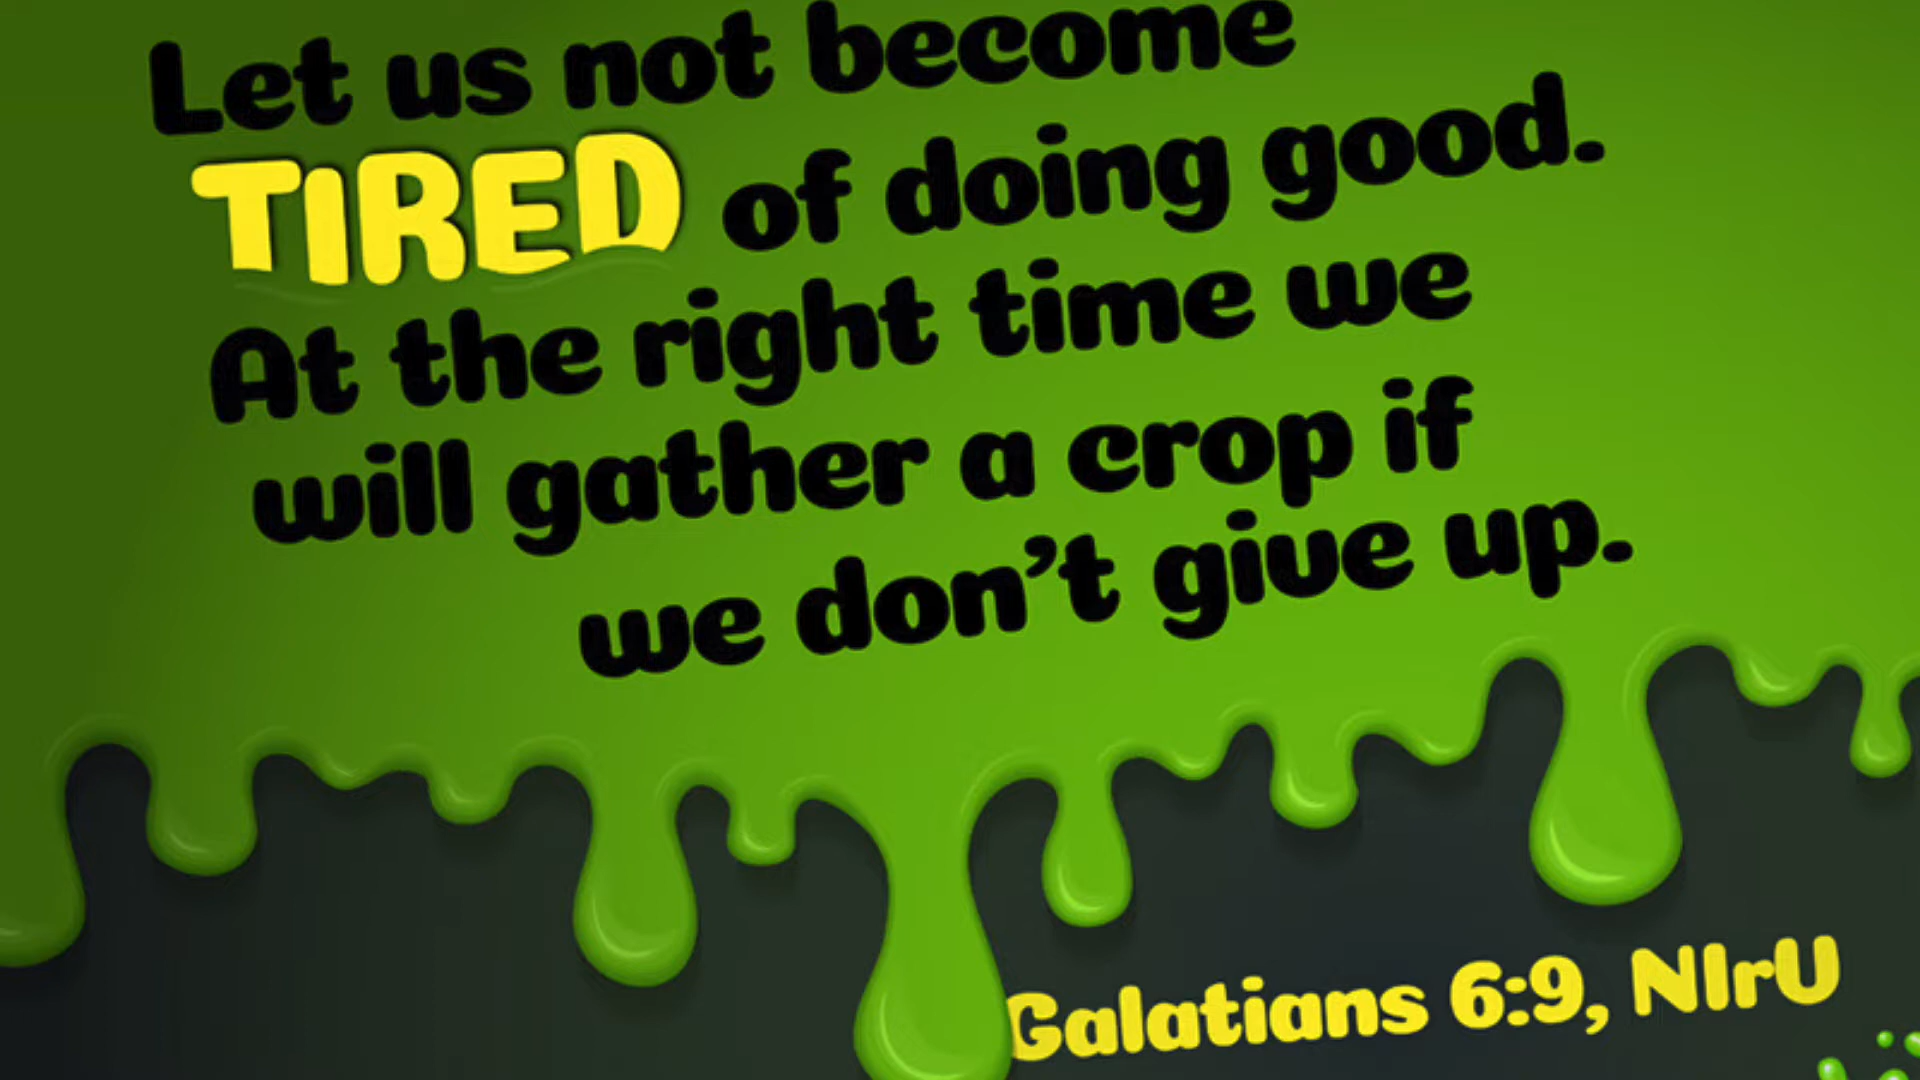 Let us not become
TIRED of doing good.
At the right time we
will gather a crop if
we don’t give up.
Galatians 6:9, NIrU